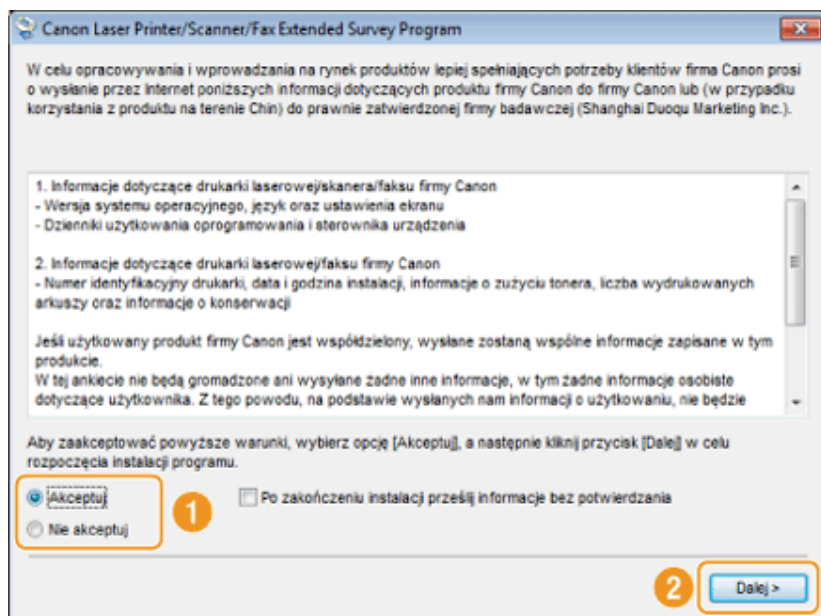 Canon Laser Printer/Scanner/Fax Extended Survey Program
W celu opracowywania i wprowadzania na rynek produktów lepiej spełniających potrzeby klientów firma Canon prosi
o wysłanie przez Internet poniższych informacji dotyczących produktu firmy Canon do firmy Canon lub (w przypadku
korzystania z produktu na terenie Chin) do prawnie zatwierdzonej firmy badawczej (Shanghai Duoqu Marketing Inc.).
1. Informacje dotyczące drukarki laserowej/skanera/faksu firmy Canon
- Wersja systemu operacyjnego, język oraz ustawienia ekranu
- Dzienniki użytkowania oprogramowania i sterownika urządzenia
2. Informacje dotyczące drukarki laserowej/faksu firmy Canon
- Numer identyfikacyjny drukarki, data i godzina instalacji, informacje o zużyciu tonera, liczba wydrukowanych
arkuszy oraz informacje o konserwacji
Jeśli użytkowany produkt firmy Canon jest współdzielony, wysłane zostaną wspólne informacje zapisane w tym
produkcie.
W tej ankiecie nie będą gromadzone ani wysyłane żadne inne informacje, w tym żadne informacje osobiste
dotyczące użytkownika. Z tego powodu, na podstawie wysłanych nam informacji o użytkowaniu, nie będzie
Aby zaakceptować powyższe warunki, wybierz opcję [Akceptuj], a następnie kliknij przycisk [Dalej] w celu
rozpoczęcia instalacji programu.
Akceptuj 1 Po zakończeniu instalacji prześlij informacje bez potwierdzania
Nie akceptuj
2 Dalej >